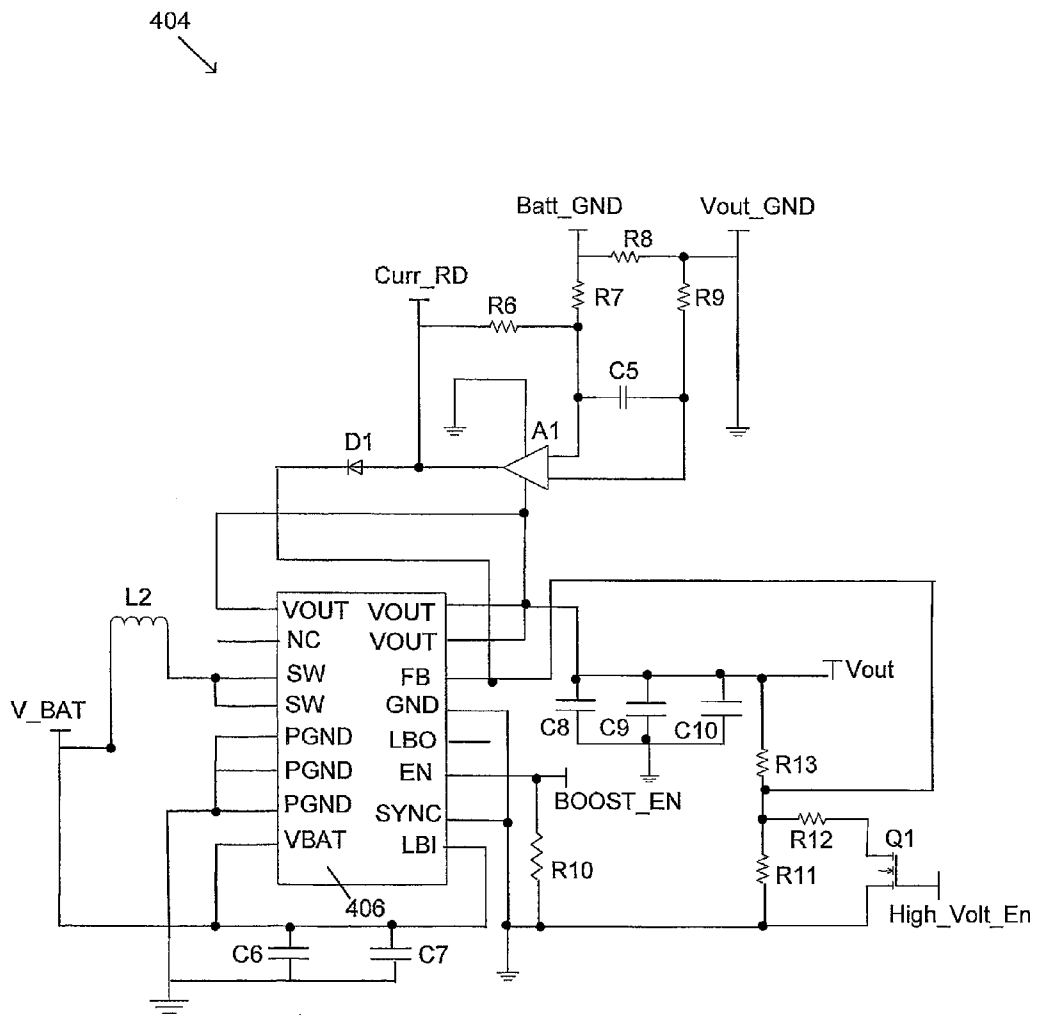 404
Batt_GND
Vout_GND
R8
Curr_RD
R7
R9
R6
C5
A1
D1
L2
VOUT VOUT
NC VOUT
SW FB
Vout
V_BAT
SW GND
C8 C9 C10
PGND LBO
R13
PGND EN
BOOST_EN
PGND SYNC
R12 Q1
VBAT LBI
R10
R11
406
High_Volt_En
C6 C7